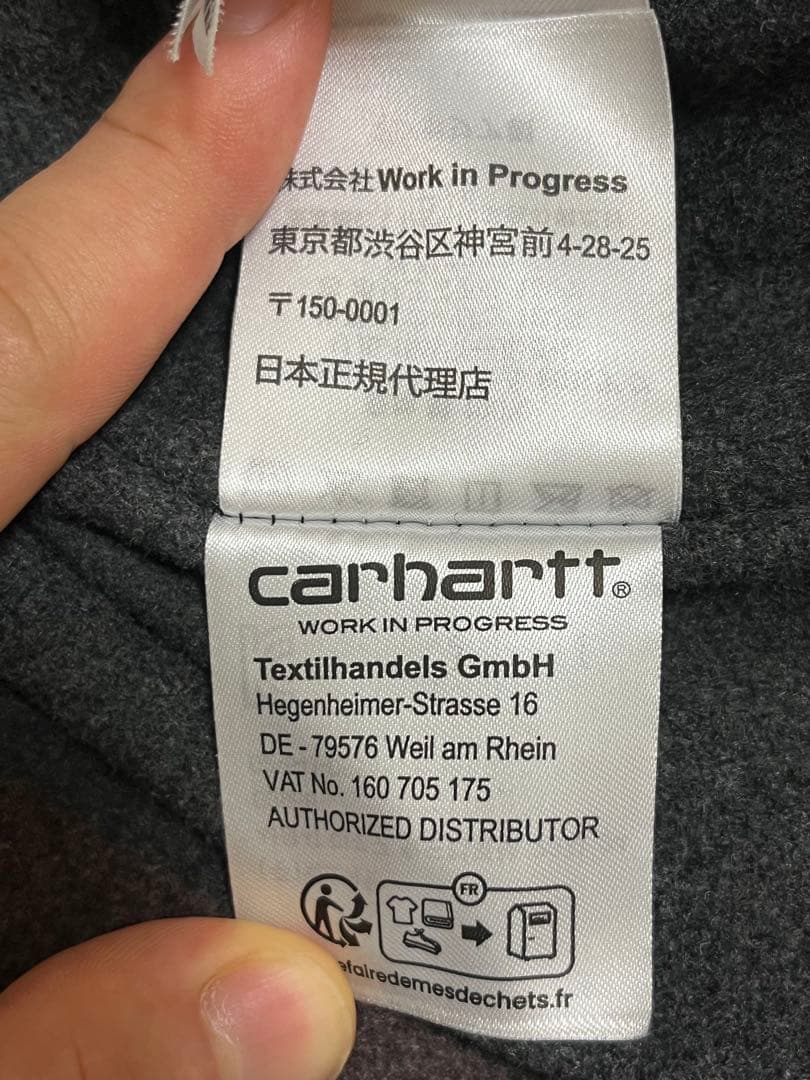 株式会社Work in Progress
東京都渋谷区神宮前4-28-25
〒150-0001
日本正規代理店
carhartt®
WORK IN PROGRESS
Textilhandels GmbH
Hegenheimer-Strasse 16
DE - 79576 Weil am Rhein
VAT No. 160 705 175
AUTHORIZED DISTRIBUTOR
FR
efairedemesdechets.fr